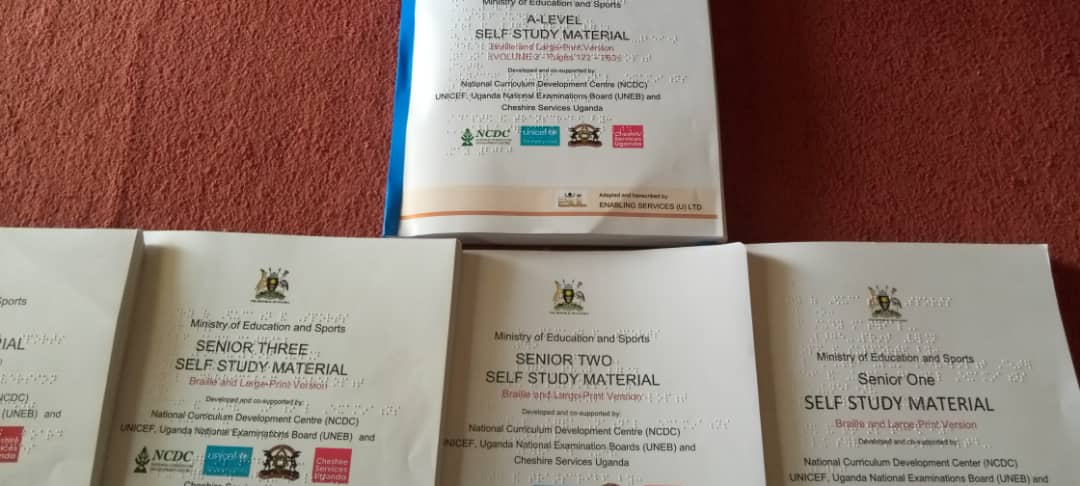 Ministry of Education and Sports
A-LEVEL
SELF STUDY MATERIAL
Braille and Large-Print Version
Developed and co-supported by:
National Curriculum Development Centre (NCDC)
UNICEF, Uganda National Examinations Board (UNEB) and
Cheshire Services Uganda
NCDC
unicef
Cheshire
Services
Uganda
Adapted and transcribed by
ENABLING SERVICES (U) LTD
ports
IAL
CDC)
(UNEB) and
Ministry of Education and Sports
SENIOR THREE
SELF STUDY MATERIAL
Braille and Large-Print Version
Developed and co-supported by:
National Curriculum Development Centre (NCDC)
UNICEF, Uganda National Examinations Board (UNEB) and
NCDC
unicef
Cheshire
Services
Uganda
Ministry of Education and Sports
SENIOR TWO
SELF STUDY MATERIAL
Braille and Large-Print Version
Developed and co-supported by:
National Curriculum Development Centre (NCDC)
UNICEF, Uganda National Examination Boards (UNEB) and
Cheshire Services Uganda
Ministry of Education and Sports
Senior One
SELF STUDY MATERIAL
Braille and Large-Print Version
Developed and co-supported by:
National Curriculum Development Center (NCDC)
UNICEF, Uganda National Examinations Board (UNEB) and